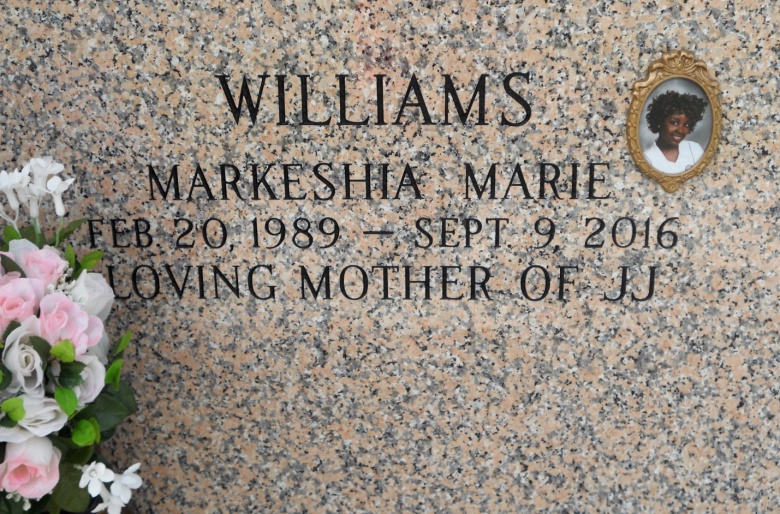 WILLIAMS
MARKESHIA MARIE
FEB. 20, 1989 — SEPT. 9, 2016
LOVING MOTHER OF JJ